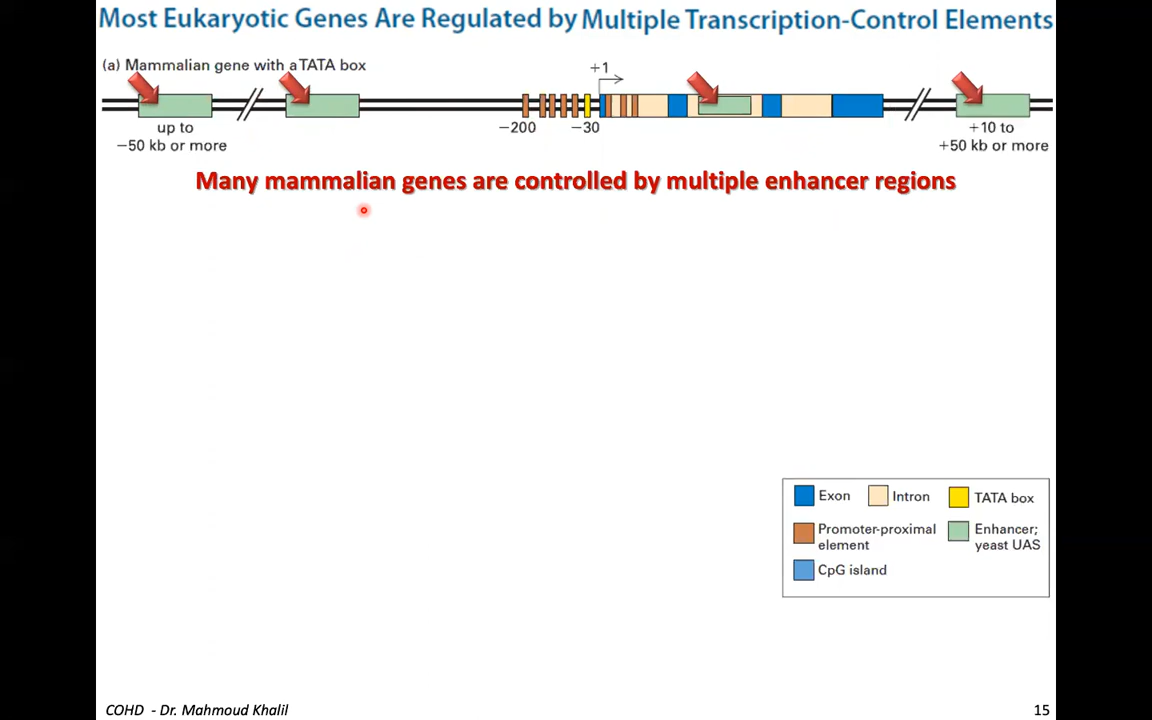 Most Eukaryotic Genes Are Regulated by Multiple Transcription-Control Elements
(a) Mammalian gene with a TATA box
+1
up to
−50 kb or more
−200
−30
+10 to
+50 kb or more
Many mammalian genes are controlled by multiple enhancer regions
Exon
Intron
TATA box
Promoter-proximal
element
Enhancer;
yeast UAS
CpG island
COHD - Dr. Mahmoud Khalil
15